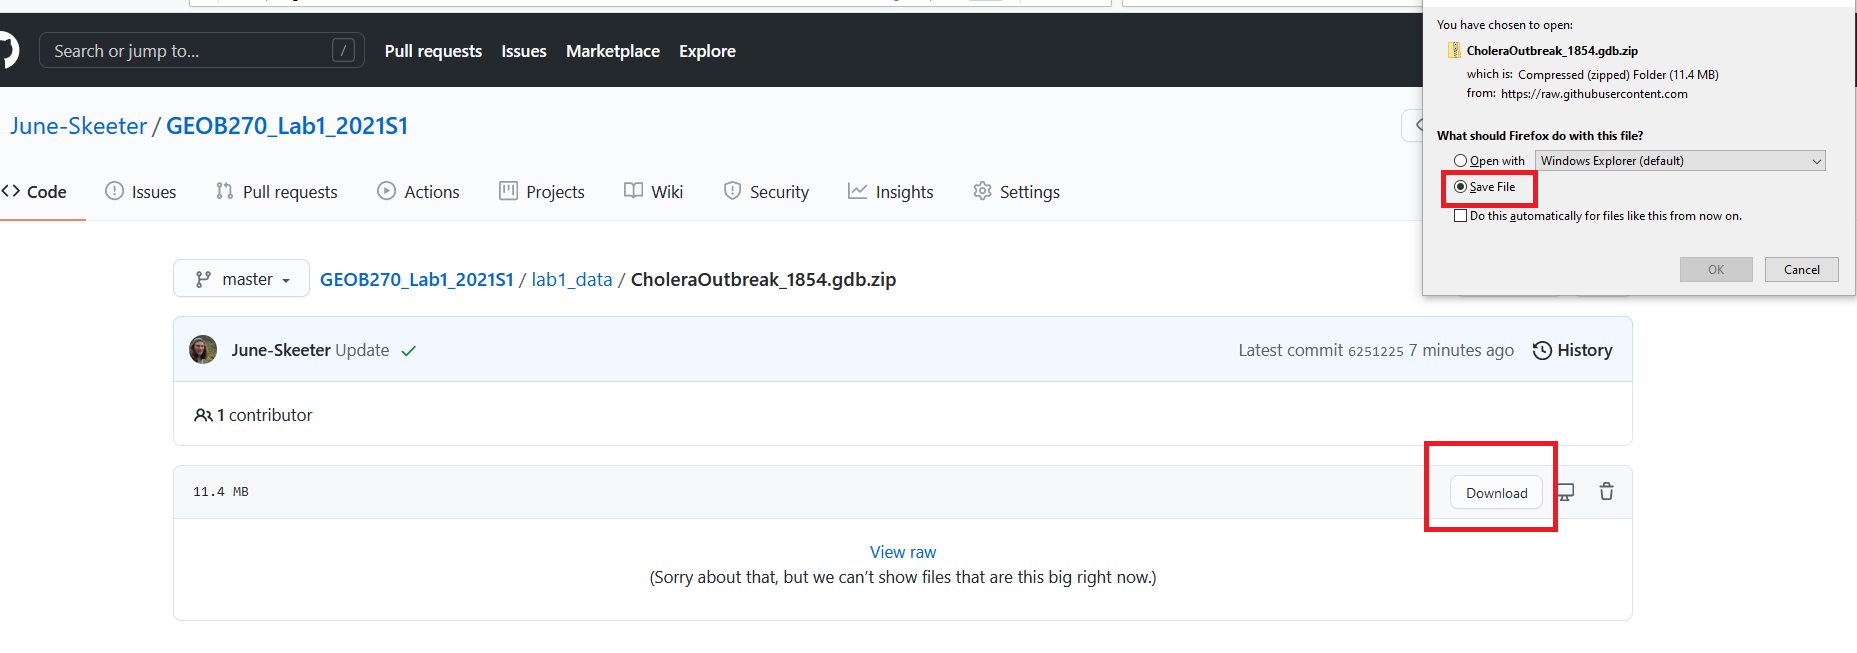 Search or jump to... /
Pull requests Issues Marketplace Explore
You have chosen to open:
CholeraOutbreak_1854.gdb.zip
which is: Compressed (zipped) Folder (11.4 MB)
from: https://raw.githubusercontent.com
What should Firefox do with this file?
Open with Windows Explorer (default)
Save File
Do this automatically for files like this from now on.
OK Cancel
June-Skeeter / GEOB270_Lab1_2021S1
Code Issues Pull requests Actions Projects Wiki Security Insights Settings
master GEOB270_Lab1_2021S1 / lab1_data / CholeraOutbreak_1854.gdb.zip
June-Skeeter Update Latest commit 6251225 7 minutes ago History
1 contributor
11.4 MB Download
View raw
(Sorry about that, but we can’t show files that are this big right now.)